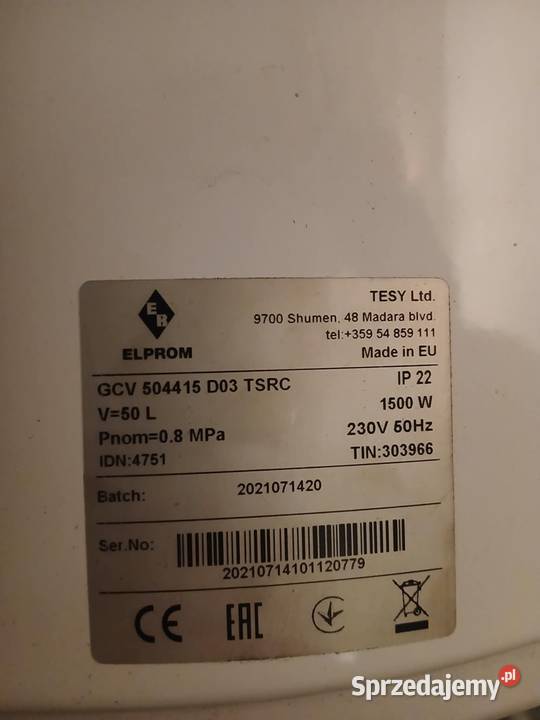 TESY Ltd.
9700 Shumen, 48 Madara blvd.
tel:+359 54 859 111
Made in EU
ER
ELPROM
GCV 504415 D03 TSRC
IP 22
V=50 L
1500 W
Pnom=0.8 MPa
230V 50Hz
IDN:4751
TIN:303966
Batch:
2021071420
Ser.No:
20210714101120779
CE
EAC
Sprzedajemy.pl